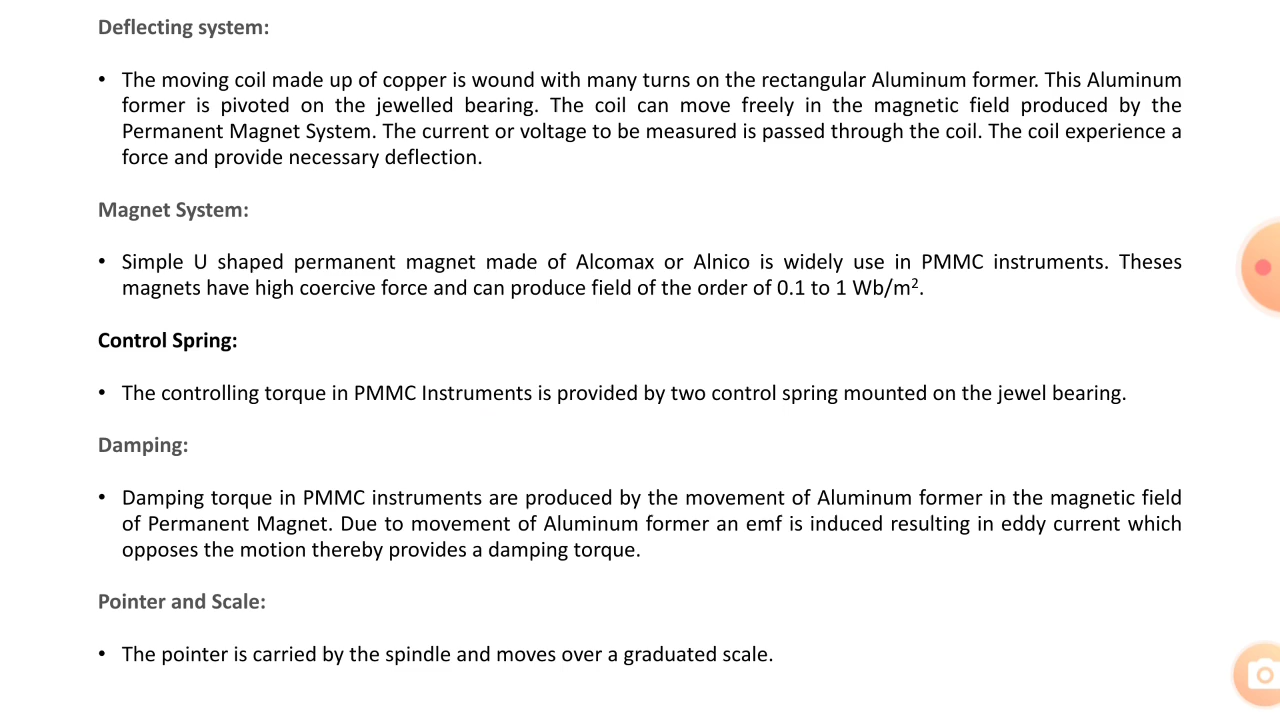 Deflecting system:
• The moving coil made up of copper is wound with many turns on the rectangular Aluminum former. This Aluminum
former is pivoted on the jewelled bearing. The coil can move freely in the magnetic field produced by the
Permanent Magnet System. The current or voltage to be measured is passed through the coil. The coil experience a
force and provide necessary deflection.
Magnet System:
• Simple U shaped permanent magnet made of Alcomax or Alnico is widely use in PMMC instruments. Theses
magnets have high coercive force and can produce field of the order of 0.1 to 1 Wb/m².
Control Spring:
• The controlling torque in PMMC Instruments is provided by two control spring mounted on the jewel bearing.
Damping:
• Damping torque in PMMC instruments are produced by the movement of Aluminum former in the magnetic field
of Permanent Magnet. Due to movement of Aluminum former an emf is induced resulting in eddy current which
opposes the motion thereby provides a damping torque.
Pointer and Scale:
• The pointer is carried by the spindle and moves over a graduated scale.